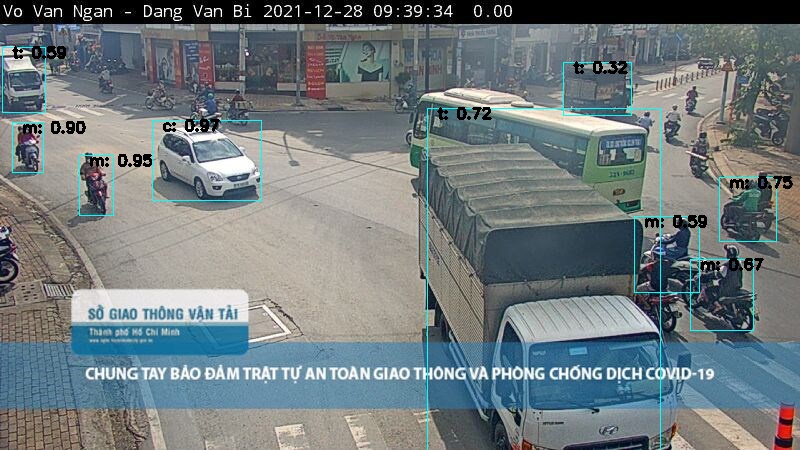 Vo Van Ngan - Dang Van Bi 2021-12-28 09:39:34 0.00
t: 0.59
t: 0.32
m: 0.90
c: 0.97
t: 0.72
m: 0.95
m: 0.75
m: 0.59
m: 0.67
SỞ GIAO THÔNG VẬN TẢI
Thành phố Hồ Chí Minh
CHUNG TAY BẢO ĐẢM TRẬT TỰ AN TOÀN GIAO THÔNG VÀ PHÒNG CHỐNG DỊCH COVID-19